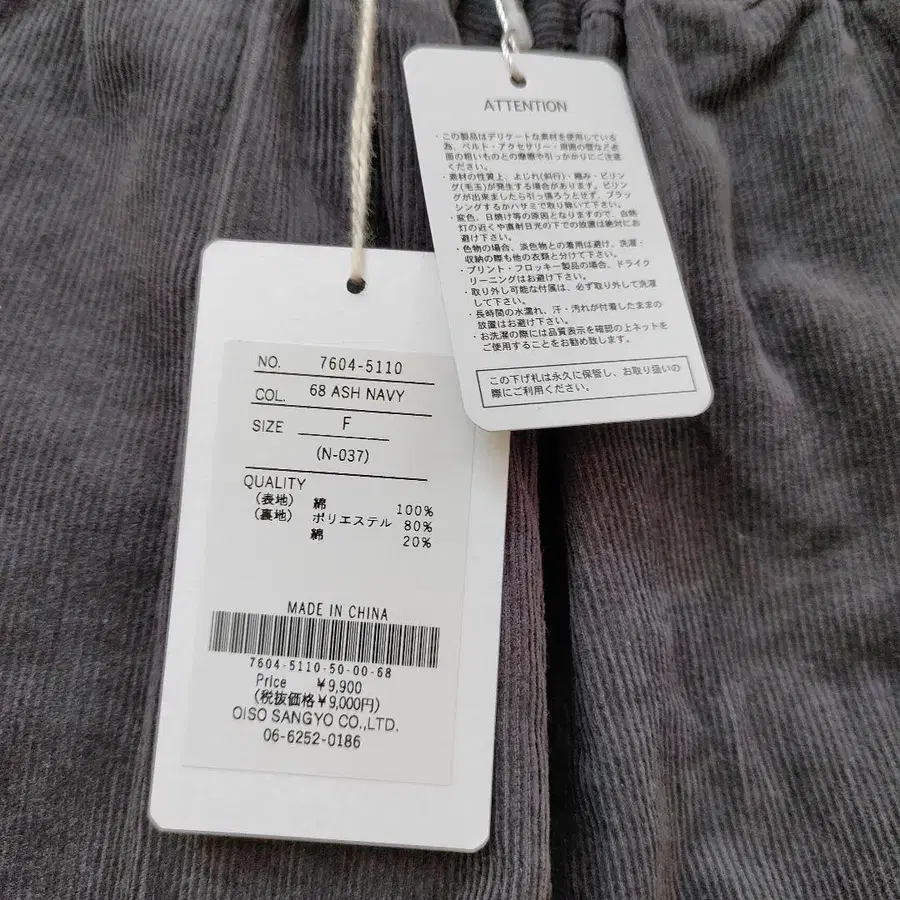 NO. 7604-5110
COL. 68 ASH NAVY
SIZE F
(N-037)
QUALITY
(表地) 綿 100%
(裏地) ポリエステル 80%
綿 20%
MADE IN CHINA
7604-5110-50-00-68
Price ¥9,900
(税抜価格¥9,000円)
OISO SANGYO CO.,LTD.
06-6252-0186
ATTENTION
・この製品はデリケートな素材を使用している
為、ベルト・アクセサリー・周囲の壁など表
面の粗いものとの摩擦や引っかかりにご注意
ください。
・素材の性質上、よじれ(斜行)・縮み・ピリン
グ(毛玉)が発生する場合があります。ピリン
グが出来ましたら引っ張ろうとせず、ブラッ
シングするかハサミで取り除いて下さい。
・変色、日焼け等の原因となりますので、白熱
灯の近くや直射日光の下での放置は絶対にお
避け下さい。
・色物の場合、淡色物との着用は避け、洗濯・
収納の際も他の衣類と分けて下さい。
・プリント・フロッキー製品の場合、ドライク
リーニングはお避け下さい。
・取り外し可能な付属は、必ず取り外して洗濯
して下さい。
・長時間の水濡れ、汗・汚れが付着したままの
放置はお避け下さい。
・お洗濯の際には品質表示を確認の上ネットを
ご使用することをお勧め致します。
この下げ札は永久に保管し、お取り扱いの
際にご利用ください。